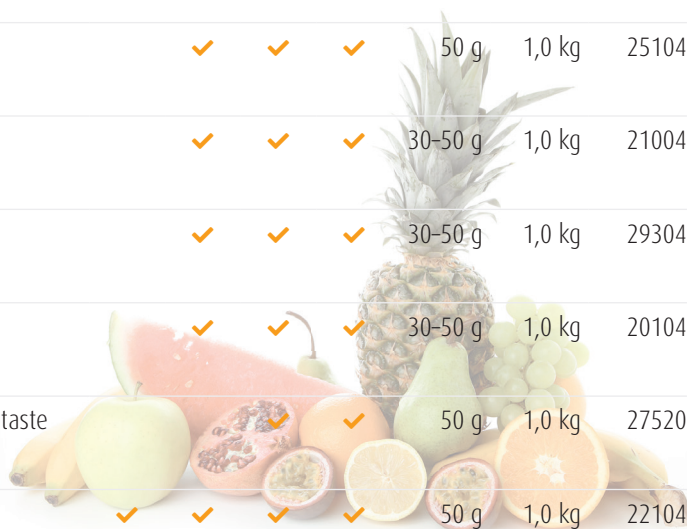 ✓ ✓ ✓ 50 g 1,0 kg 25104
✓ ✓ ✓ 30–50 g 1,0 kg 21004
✓ ✓ ✓ 30–50 g 1,0 kg 29304
✓ ✓ ✓ 30–50 g 1,0 kg 20104
taste ✓ ✓ 50 g 1,0 kg 27520
✓ ✓ ✓ ✓ 50 g 1,0 kg 22104